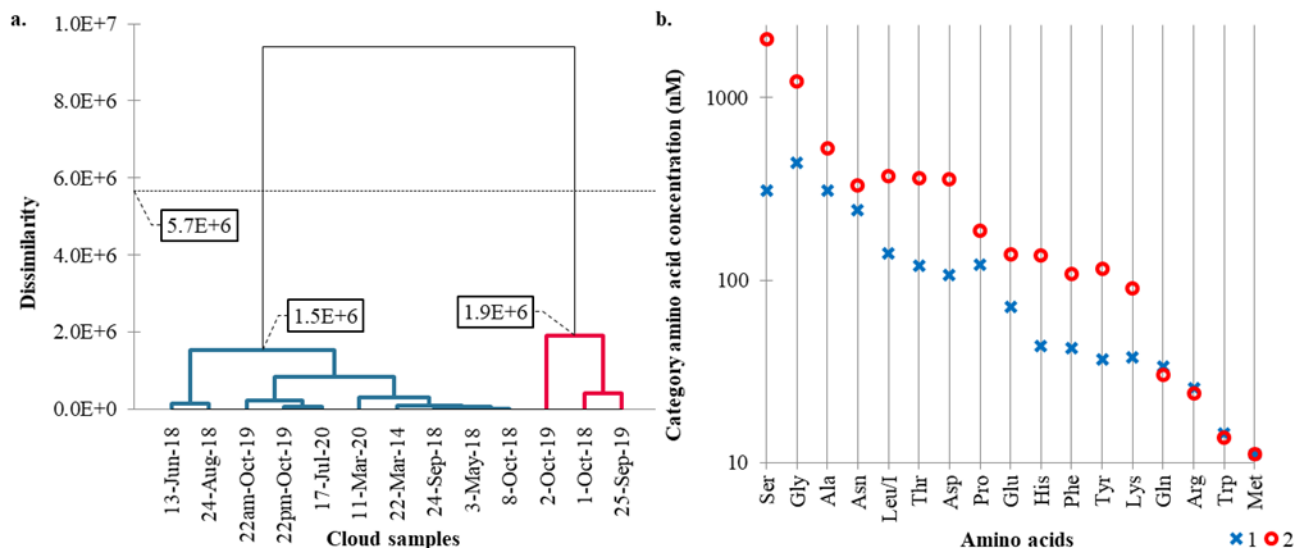 a.
Dissimilarity
1.0E+7
8.0E+6
6.0E+6
4.0E+6
2.0E+6
0.0E+0
5.7E+6
1.5E+6
1.9E+6
13-Jun-18
24-Aug-18
22am-Oct-19
22pm-Oct-19
17-Jul-20
11-Mar-20
22-Mar-14
24-Sep-18
3-May-18
8-Oct-18
2-Oct-19
1-Oct-18
25-Sep-19
Cloud samples
b.
Category amino acid concentration (nM)
1000
100
10
Ser
Gly
Ala
Asn
Leu/I
Thr
Asp
Pro
Glu
His
Phe
Tyr
Lys
Gln
Arg
Trp
Met
Amino acids
1 2